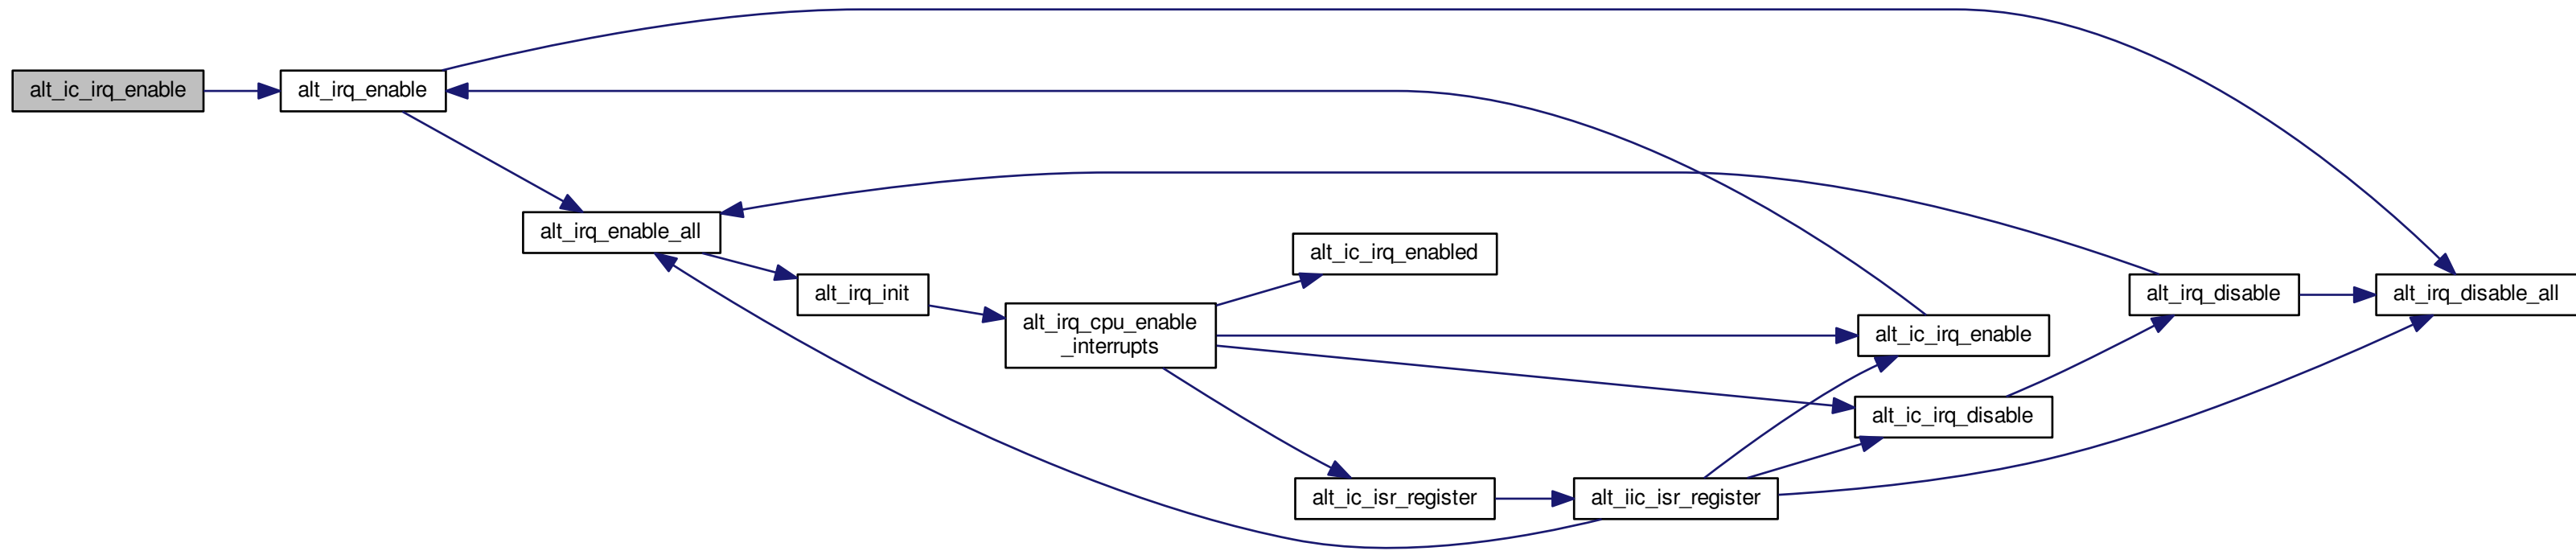 alt_ic_irq_enable
alt_irq_enable
alt_irq_enable_all
alt_irq_init
alt_irq_cpu_enable
_interrupts
alt_ic_irq_enabled
alt_ic_irq_enable
alt_ic_irq_disable
alt_ic_isr_register
alt_iic_isr_register
alt_irq_disable
alt_irq_disable_all